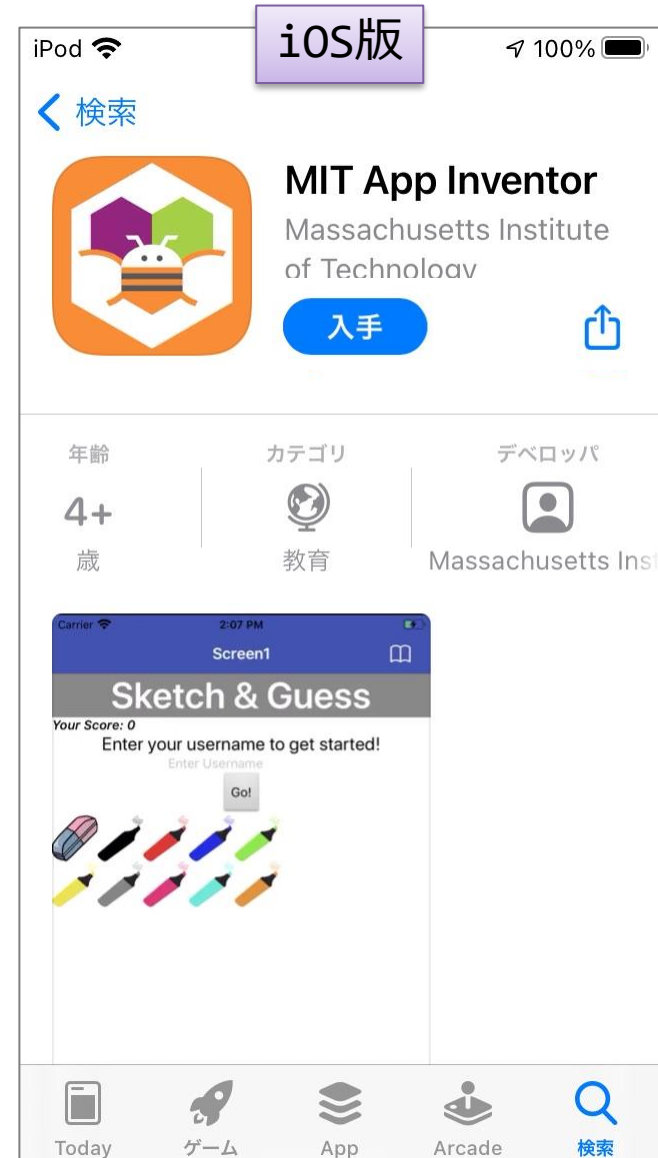 iOS版
iPod 100%
検索
MIT App Inventor
Massachusetts Institute
of Technology
入手
年齢 カテゴリ デベロッパ
4+
歳 教育 Massachusetts Ins
Carrier 2:07 PM
Screen1
Sketch & Guess
Your Score: 0
Enter your username to get started!
Enter Username
Go!
Today ゲーム App Arcade 検索